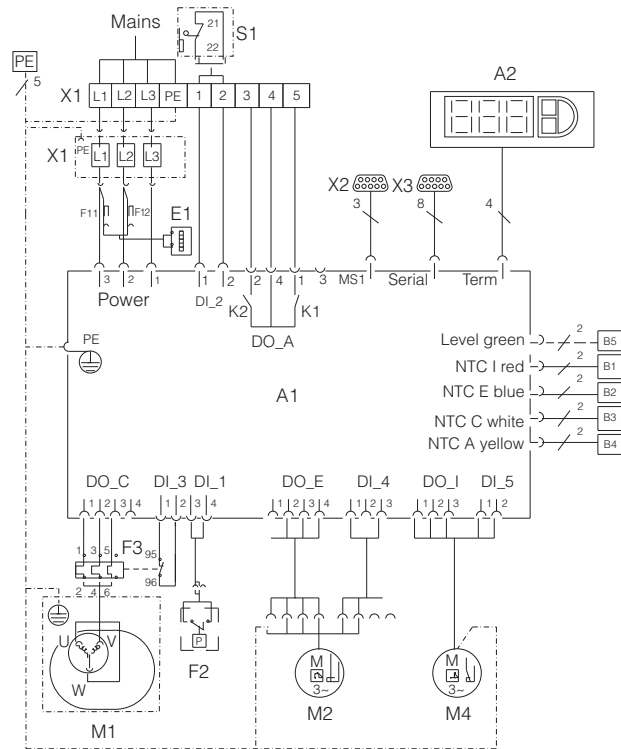 Mains
21
S1
22
PE
5
A2
X1 L1 L2 L3 PE 1 2 3 4 5
X1 PE L1 L2 L3
X2 X3
3 8 4
F11 F12 E1
3 2 1 1 2 2 4 1 3 MS1 Serial Term
Power DI_2 K2 K1
DO_A
PE
Level green 2 B5
NTC I red 2 B1
NTC E blue 2 B2
NTC C white 2 B3
NTC A yellow 2 B4
A1
DO_C DI_3 DI_1 DO_E DI_4 DO_I DI_5
1 2 3 4 1 2 3 4 1 2 3 4 1 2 3 1 2 3 1 2
1 3 5 F3 95
96
2 4 6
P
F2
U V
W
M
3~
M
3~
M1 M2 M4